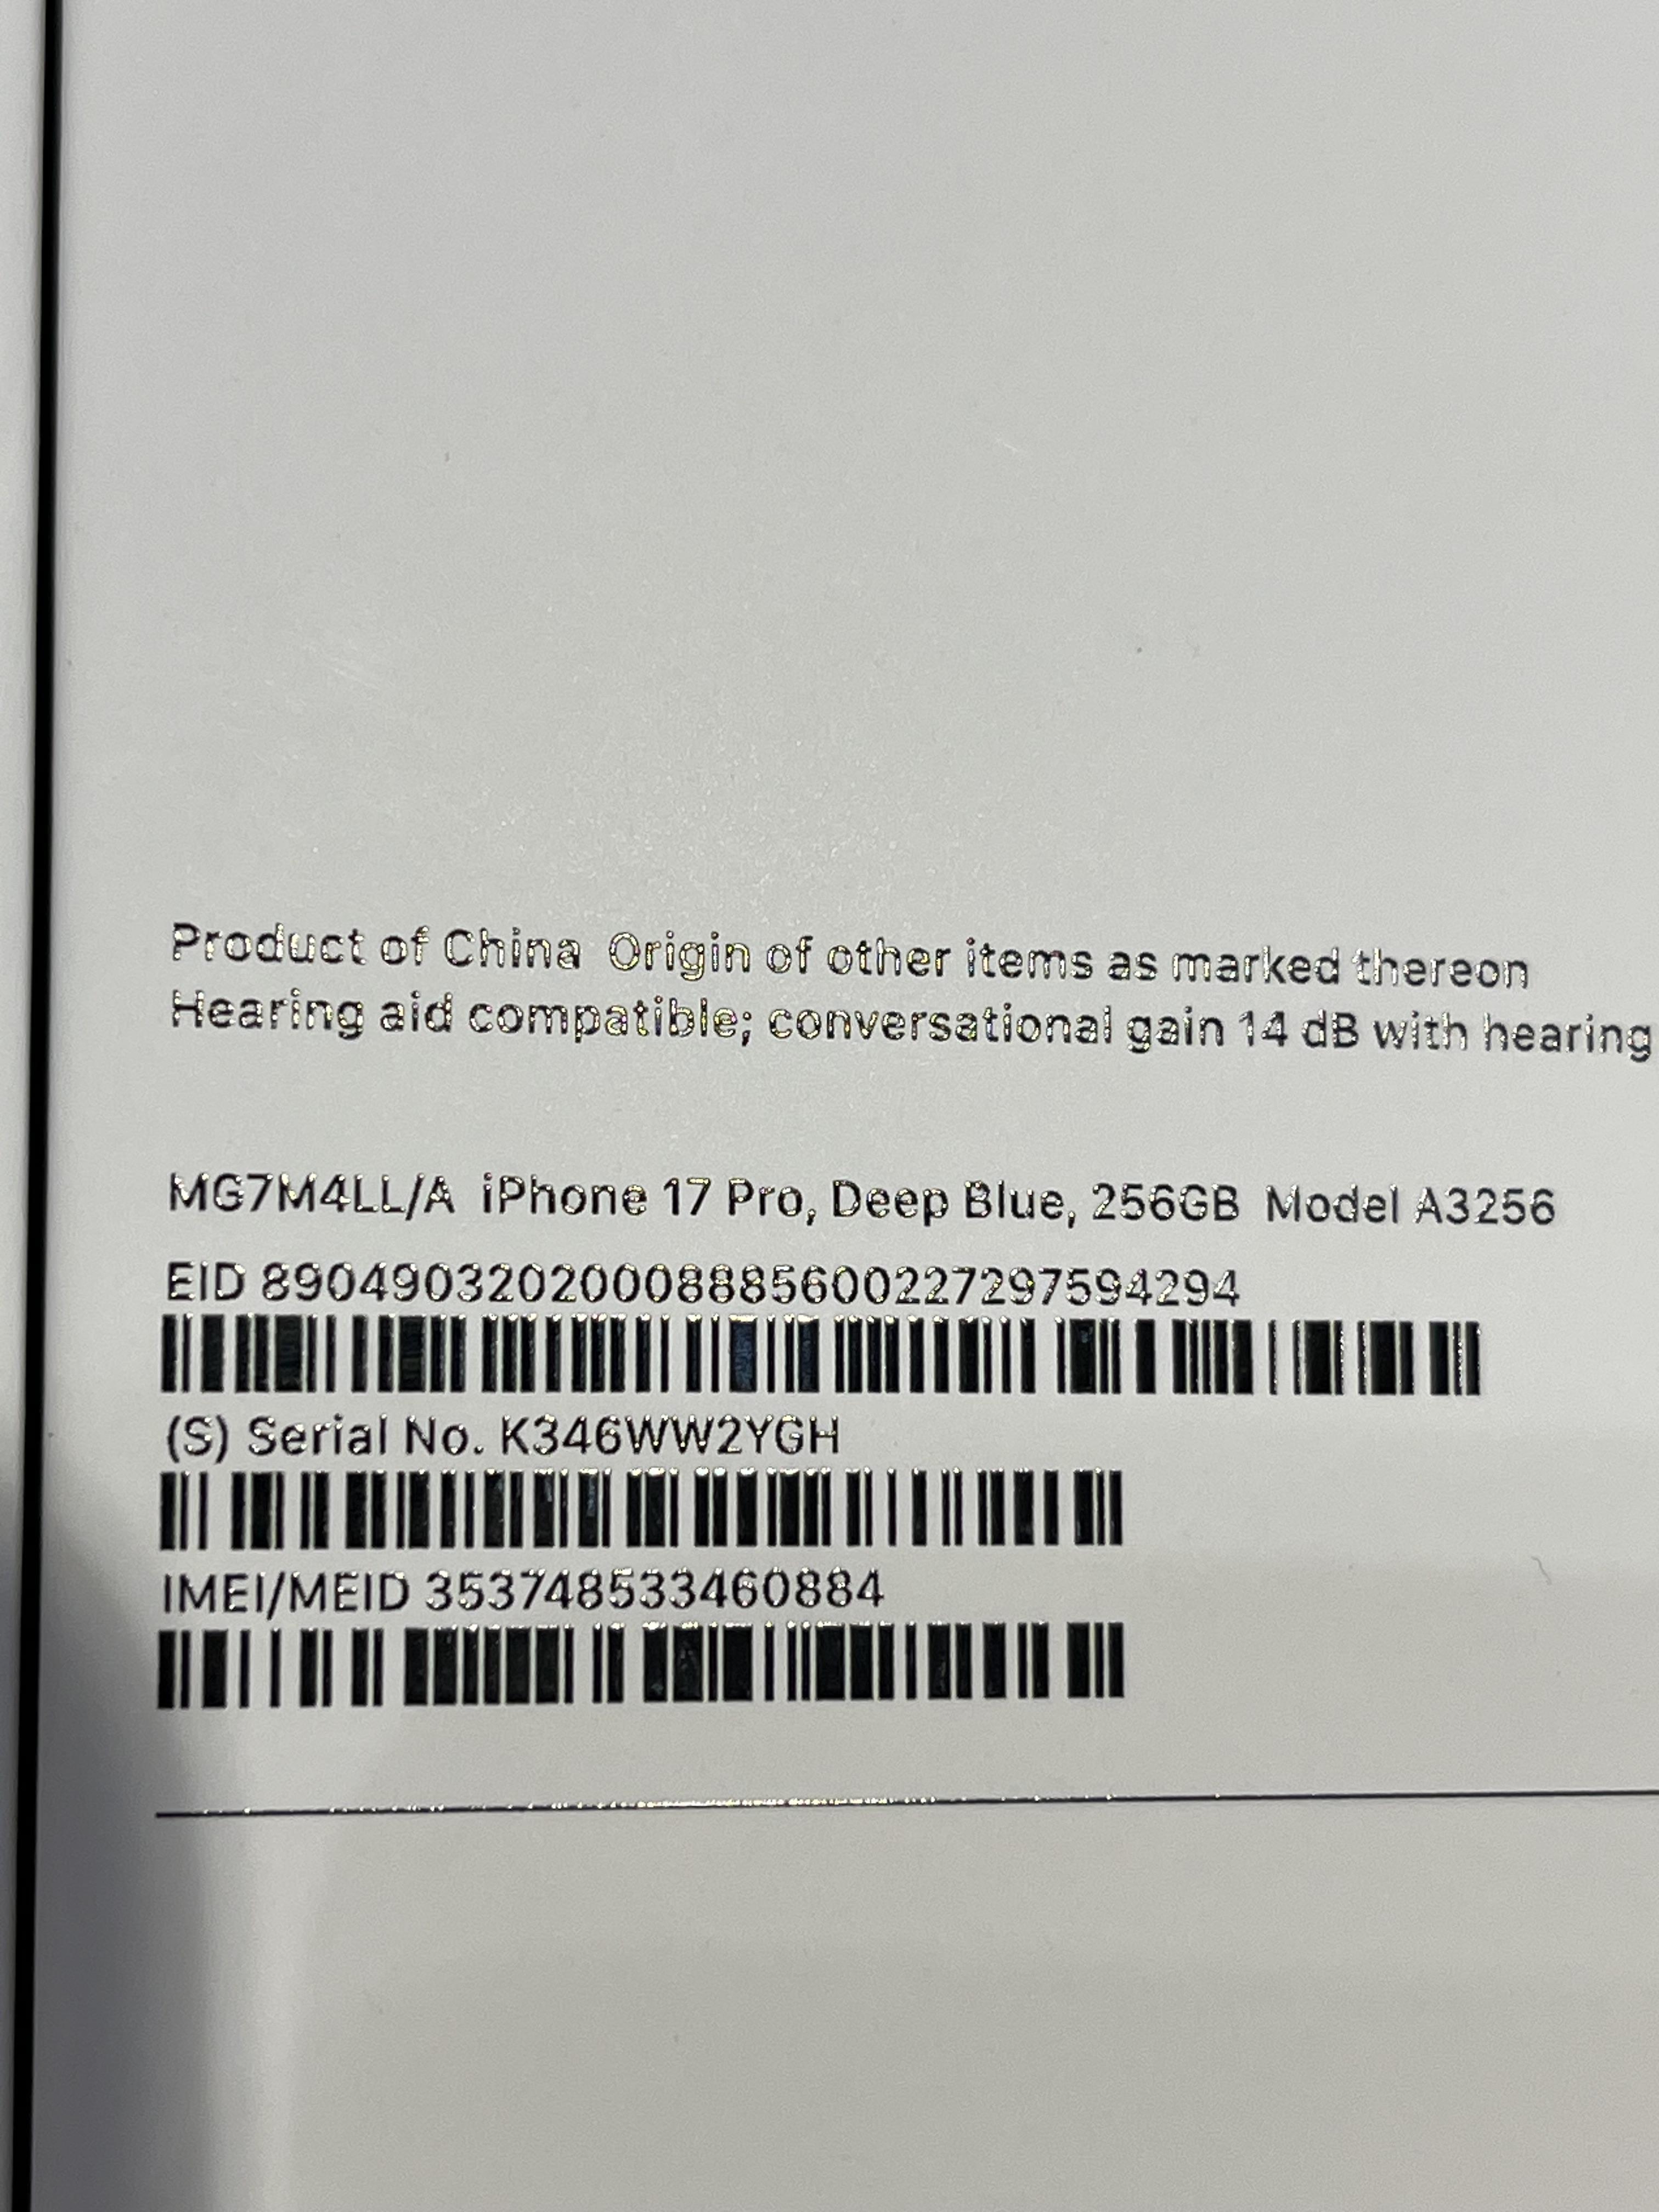 Product of China Origin of other items as marked thereon
Hearing aid compatible; conversational gain 14 dB with hearing
MG7M4LL/A iPhone 17 Pro, Deep Blue, 256GB Model A3256
EID 89049032020008885600227297594294
(S) Serial No. K346WW2YGH
IMEI/MEID 353748533460884